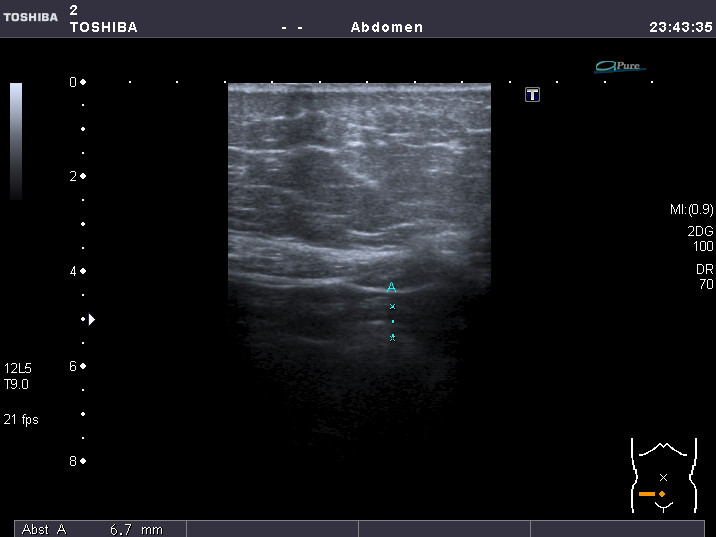 TOSHIBA
2
TOSHIBA - - Abdomen 23:43:35
aPure
T
0
2
4
6
8
A
MI:(0.9)
2DG
100
DR
70
12L5
T9.0
21 fps
Abst A 6.7 mm